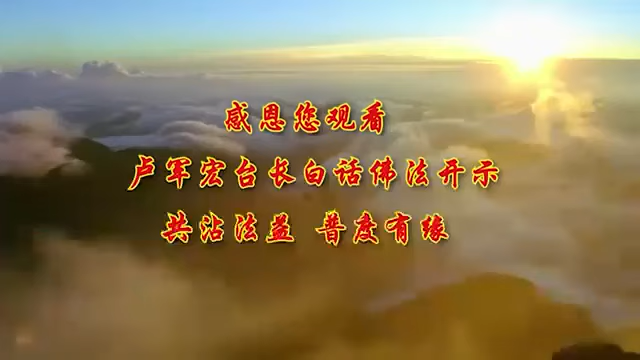 感恩您观看
卢军宏台长白话佛法开示
共沾法益 普度有缘